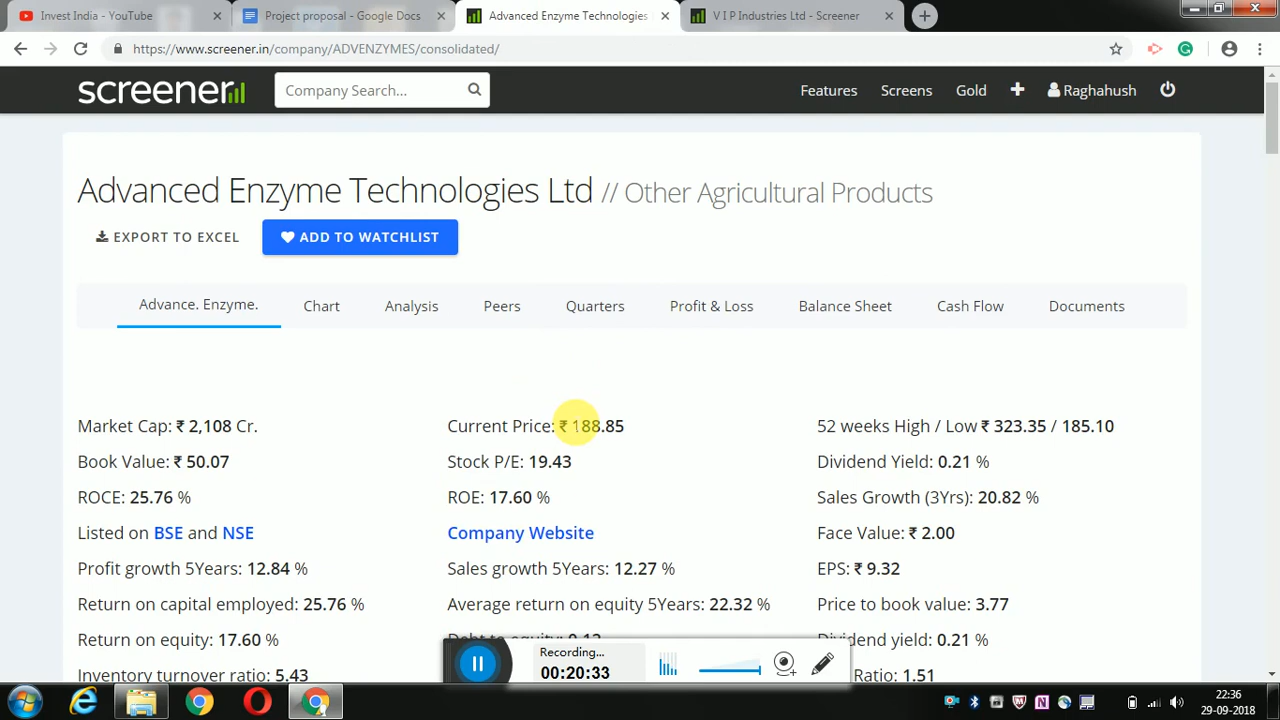 Invest India - YouTube
Project proposal - Google Docs
Advanced Enzyme Technologies
V I P Industries Ltd - Screener
https://www.screener.in/company/ADVENZYMES/consolidated/
screener
Company Search...
Features
Screens
Gold
Raghahush
Advanced Enzyme Technologies Ltd // Other Agricultural Products
EXPORT TO EXCEL
ADD TO WATCHLIST
Advance. Enzyme.
Chart
Analysis
Peers
Quarters
Profit & Loss
Balance Sheet
Cash Flow
Documents
Market Cap: ₹ 2,108 Cr.
Current Price: ₹ 188.85
52 weeks High / Low ₹ 323.35 / 185.10
Book Value: ₹ 50.07
Stock P/E: 19.43
Dividend Yield: 0.21 %
ROCE: 25.76 %
ROE: 17.60 %
Sales Growth (3Yrs): 20.82 %
Listed on BSE and NSE
Company Website
Face Value: ₹ 2.00
Profit growth 5Years: 12.84 %
Sales growth 5Years: 12.27 %
EPS: ₹ 9.32
Return on capital employed: 25.76 %
Average return on equity 5Years: 22.32 %
Price to book value: 3.77
Return on equity: 17.60 %
Debt to equity: 0.12
Dividend yield: 0.21 %
Inventory turnover ratio: 5.43
Ratio: 1.51
Recording...
00:20:33
22:36
29-09-2018